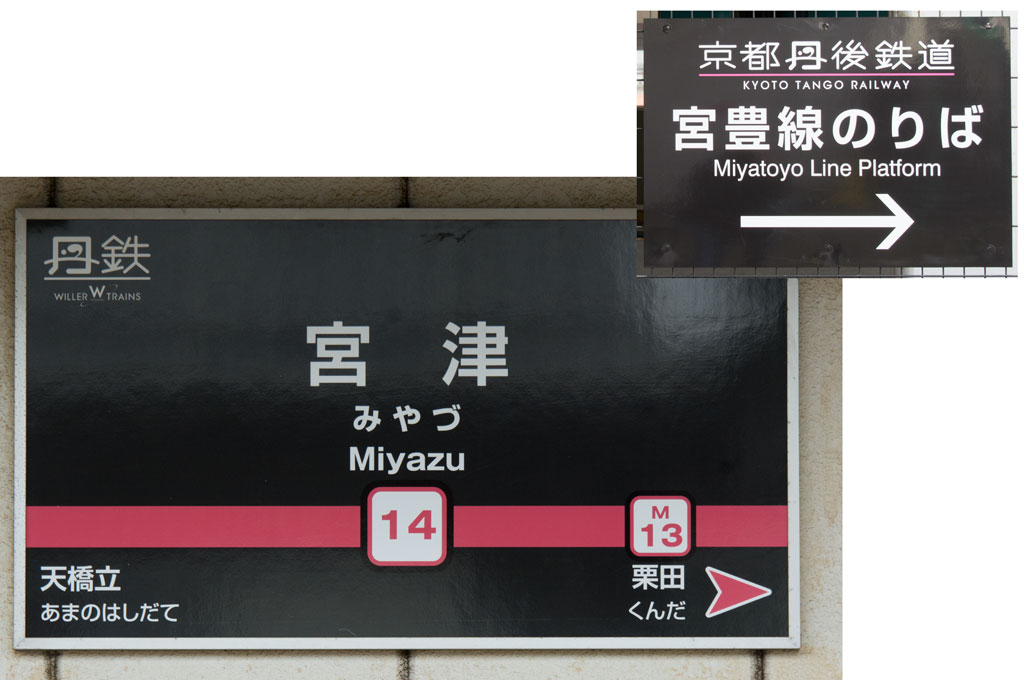 京都丹後鉄道
KYOTO TANGO RAILWAY
宮豊線のりば
Miyatoyo Line Platform
丹鉄
WILLER TRAINS
宮津
みやづ
Miyazu
14
M
13
天橋立
あまのはしだて
栗田
くんだ